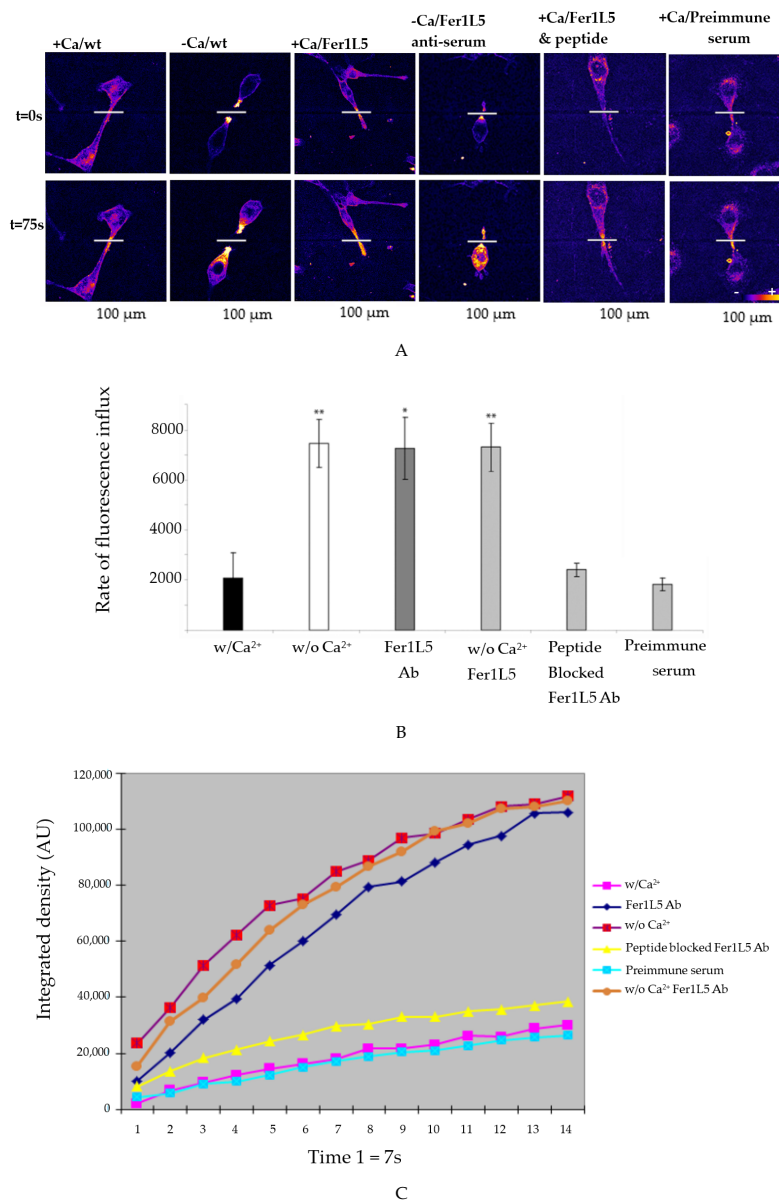 +Ca/wt
-Ca/wt
+Ca/Fer1L5
-Ca/Fer1L5
anti-serum
+Ca/Fer1L5
& peptide
+Ca/Preimmune
serum
t=0s
t=75s
- +
100 µm
100 µm
100 µm
100 µm
100 µm
100 µm
A
Rate of fluorescence influx
8000
6000
4000
2000
**
*
**
w/Ca²⁺
w/o Ca²⁺
Fer1L5
Ab
w/o Ca²⁺
Fer1L5
Peptide
Blocked
Fer1L5 Ab
Preimmune
serum
B
Integrated density (AU)
120,000
100,000
80,000
60,000
40,000
20,000
0
1 2 3 4 5 6 7 8 9 10 11 12 13 14
Time 1 = 7s
w/Ca²⁺
Fer1L5 Ab
w/o Ca²⁺
Peptide blocked Fer1L5 Ab
Preimmune serum
w/o Ca²⁺ Fer1L5 Ab
C